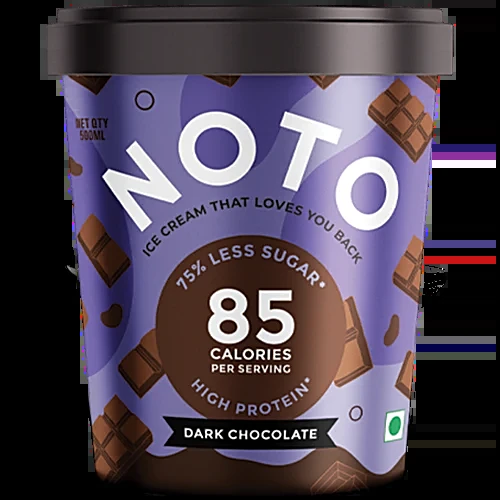 NET QTY
500ML
NOTO
ICE CREAM THAT LOVES YOU BACK
75% LESS SUGAR*
85
CALORIES
PER SERVING
HIGH PROTEIN*
DARK CHOCOLATE